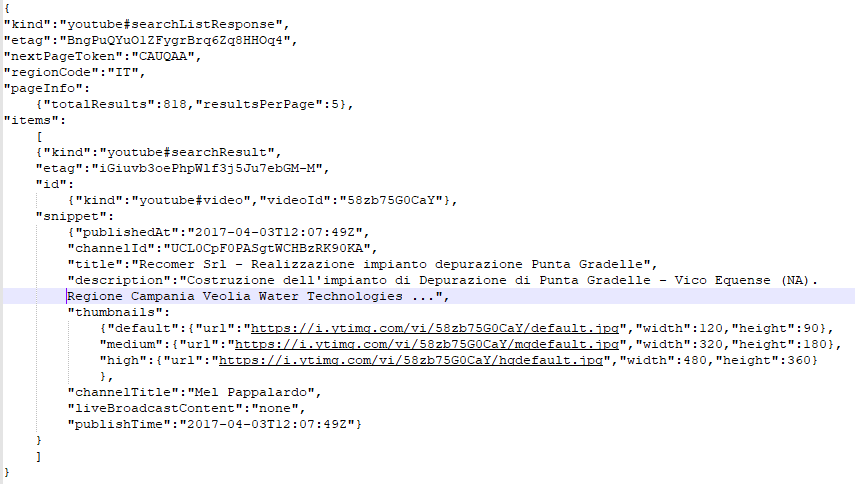 {
"kind":"youtube#searchListResponse",
"etag":"BngPuQYuO1ZFygrBrq6Zq8HHOq4",
"nextPageToken":"CAUQAA",
"regionCode":"IT",
"pageInfo":
{"totalResults":818,"resultsPerPage":5},
"items":
[
{"kind":"youtube#searchResult",
"etag":"iGiuvb3oePhpWlf3j5Ju7ebGM-M",
"id":
{"kind":"youtube#video","videoId":"58zb75G0CaY"},
"snippet":
{"publishedAt":"2017-04-03T12:07:49Z",
"channelId":"UCL0CpF0PASgtWCHBzRK90KA",
"title":"Recomer Srl - Realizzazione impianto depurazione Punta Gradelle",
"description":"Costruzione dell'impianto di Depurazione di Punta Gradelle - Vico Equense (NA).
Regione Campania Veolia Water Technologies ...",
"thumbnails":
{"default":{"url":"https://i.ytimg.com/vi/58zb75G0CaY/default.jpg","width":120,"height":90},
"medium":{"url":"https://i.ytimg.com/vi/58zb75G0CaY/mqdefault.jpg","width":320,"height":180},
"high":{"url":"https://i.ytimg.com/vi/58zb75G0CaY/hqdefault.jpg","width":480,"height":360}
},
"channelTitle":"Mel Pappalardo",
"liveBroadcastContent":"none",
"publishTime":"2017-04-03T12:07:49Z"}
}
]
}